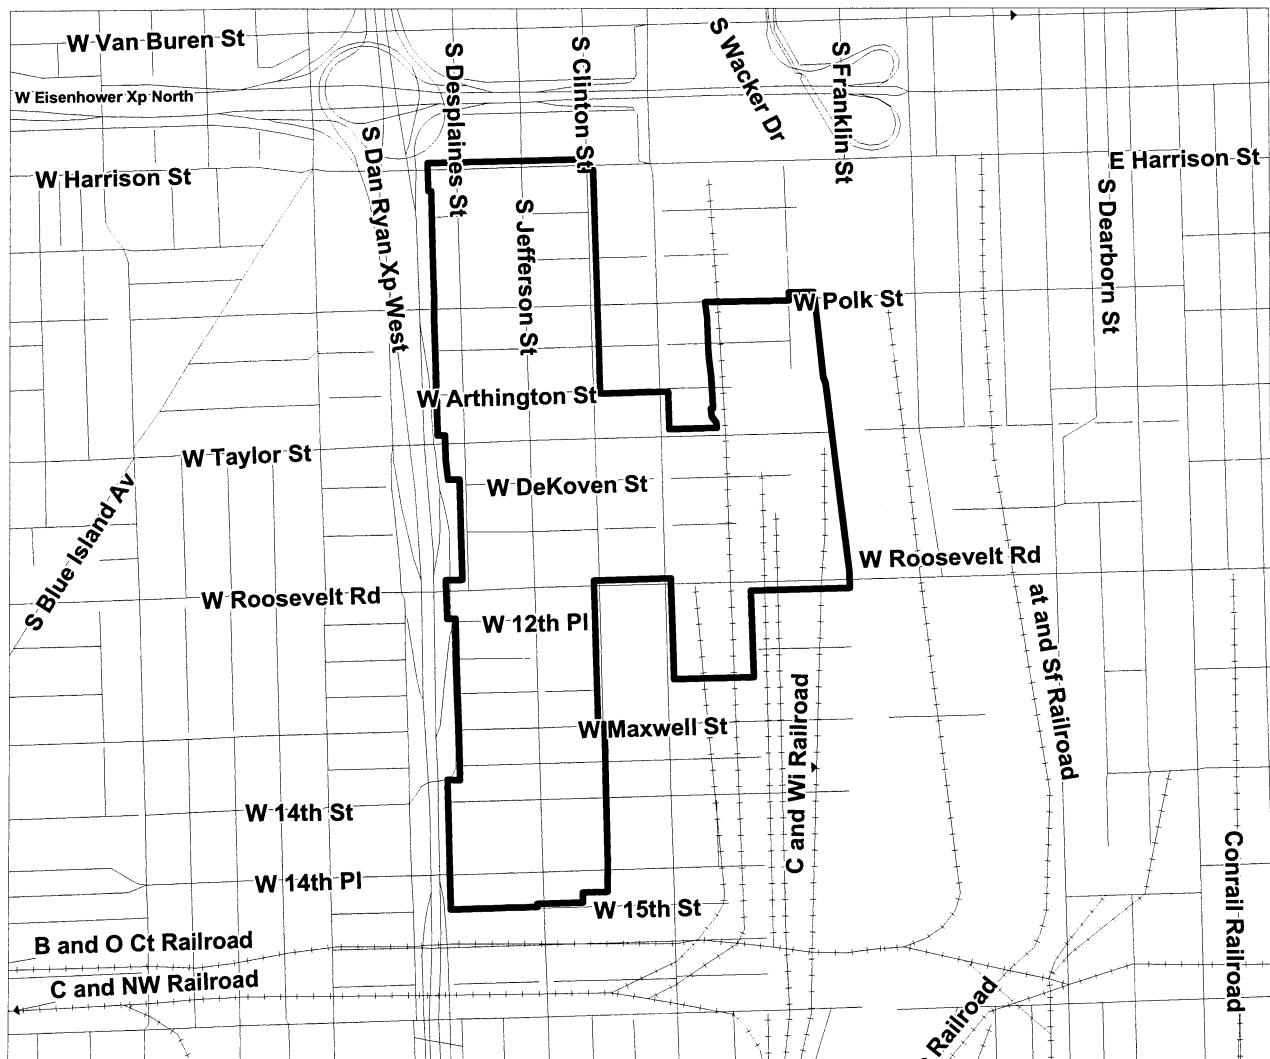 W Van Buren St
W Eisenhower Xp North
W Harrison St
S Desplaines St
S Clinton St
S Wacker Dr
S Franklin St
E Harrison St
S Dan Ryan Xp West
S Jefferson St
S Dearborn St
W Polk St
W Arthington St
W Taylor St
W DeKoven St
S Blue Island Av
W Roosevelt Rd
W Roosevelt Rd
W 12th Pl
at and Sf Railroad
W Maxwell St
C and Wi Railroad
W 14th St
W 14th Pl
W 15th St
Conrail Railroad
B and O Ct Railroad
C and NW Railroad
Railroad